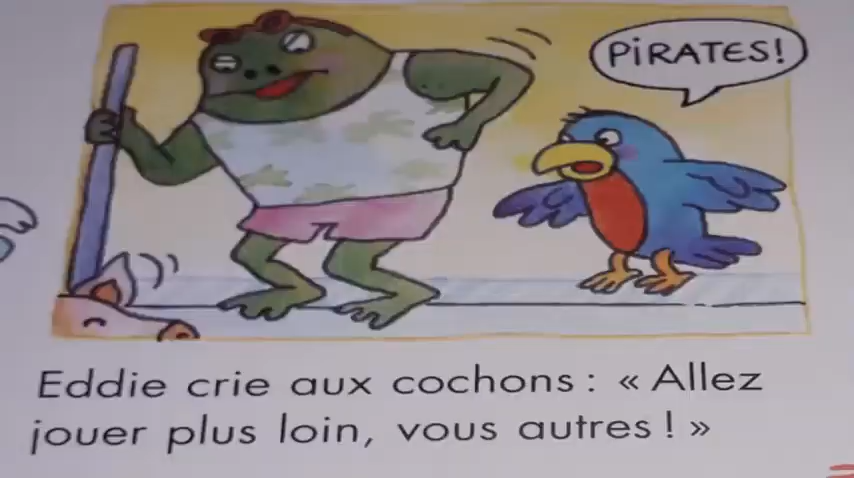 PiRATES!
Eddie crie aux cochons : « Allez
jouer plus loin, vous autres ! »